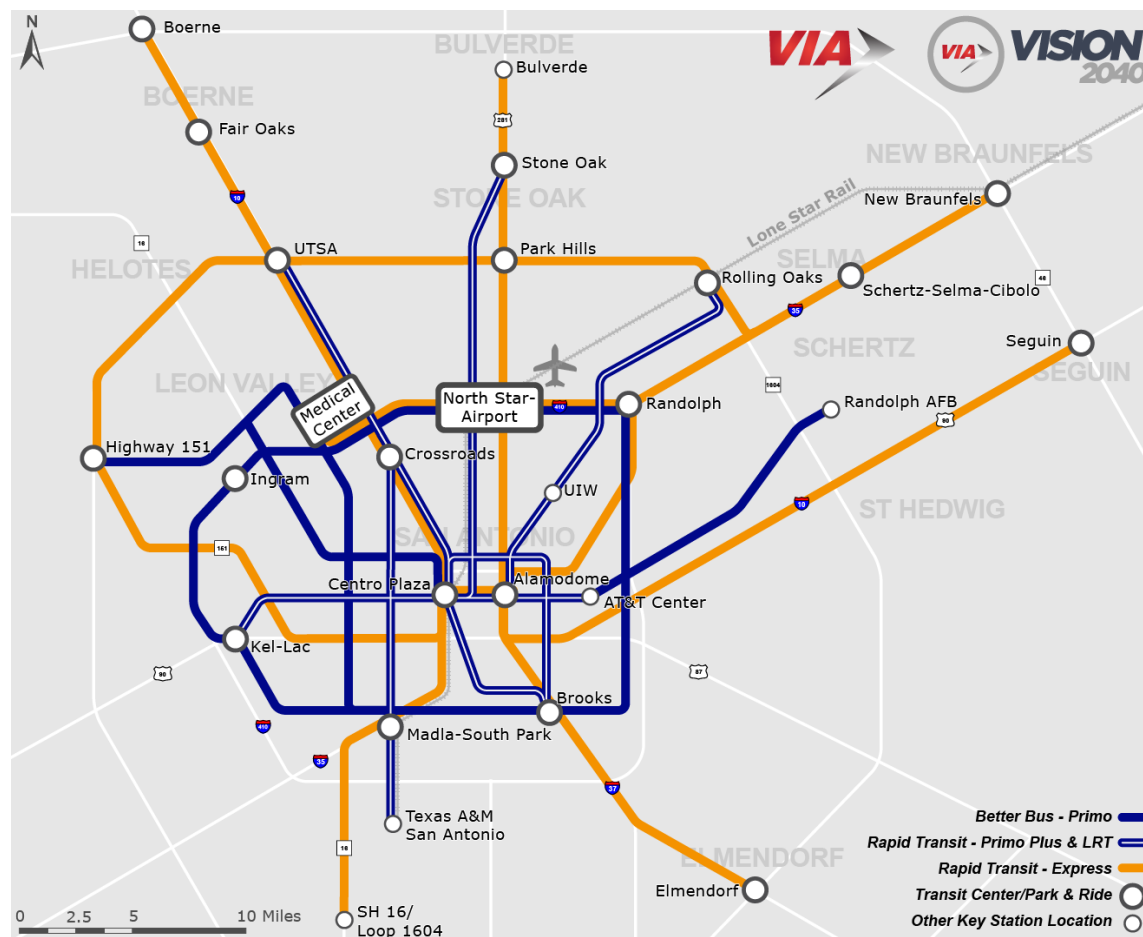 N
Boerne
BULVERDE
Bulverde
VIA
VIA
VISION
2040
BOERNE
281
Fair Oaks
Stone Oak
NEW BRAUNFELS
STONE OAK
New Braunfels
10
Lone Star Rail
16
UTSA
Park Hills
HELOTES
SELMA
Rolling Oaks
46
Schertz-Selma-Cibolo
35
Seguin
SCHERTZ
SEGUIN
LEON VALLEY
1604
Medical
Center
North Star-
Airport
410
Randolph
Randolph AFB
90
Highway 151
Crossroads
Ingram
UIW
10
ST HEDWIG
SAN ANTONIO
151
Centro Plaza
Alamodome
AT&T Center
Kel-Lac
90
87
Brooks
410
Madla-South Park
35
37
Texas A&M
San Antonio
16
ELMENDORF
Elmendorf
SH 16/
Loop 1604
0 2.5 5 10 Miles
Better Bus - Primo
Rapid Transit - Primo Plus & LRT
Rapid Transit - Express
Transit Center/Park & Ride
Other Key Station Location